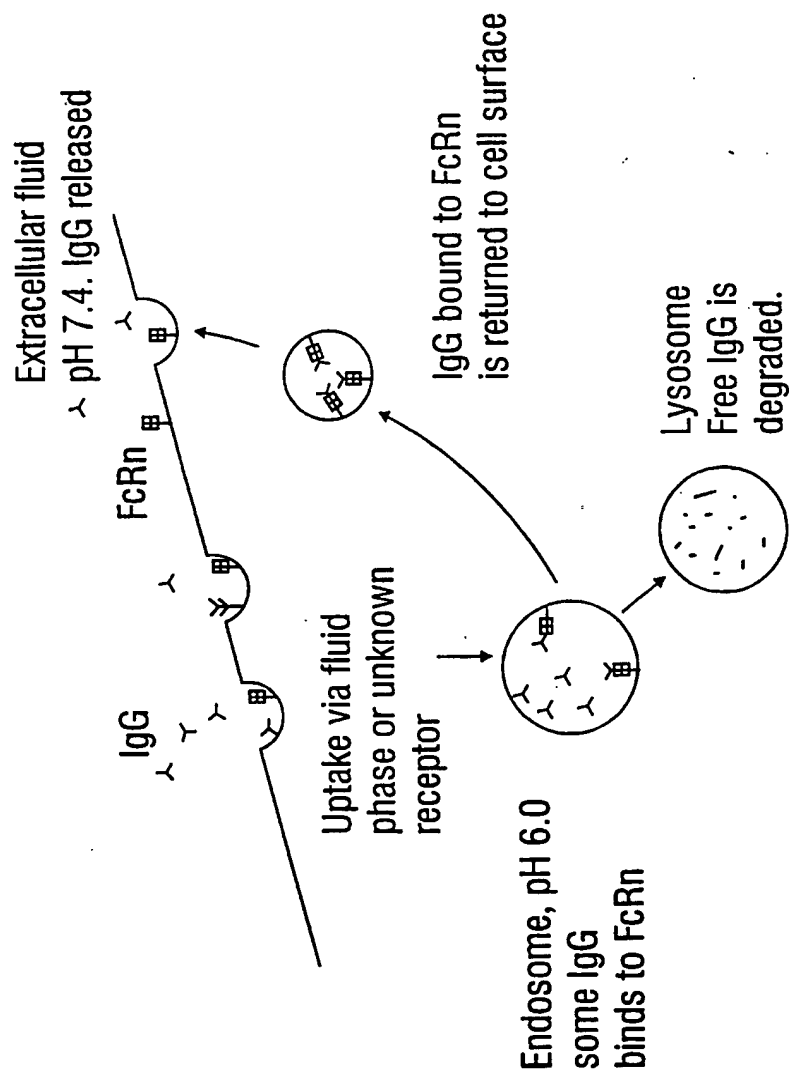 Extracellular fluid
pH 7.4. IgG released
FcRn
IgG
Uptake via fluid
phase or unknown
receptor
IgG bound to FcRn
is returned to cell surface
Endosome, pH 6.0
some IgG
binds to FcRn
Lysosome
Free IgG is
degraded.